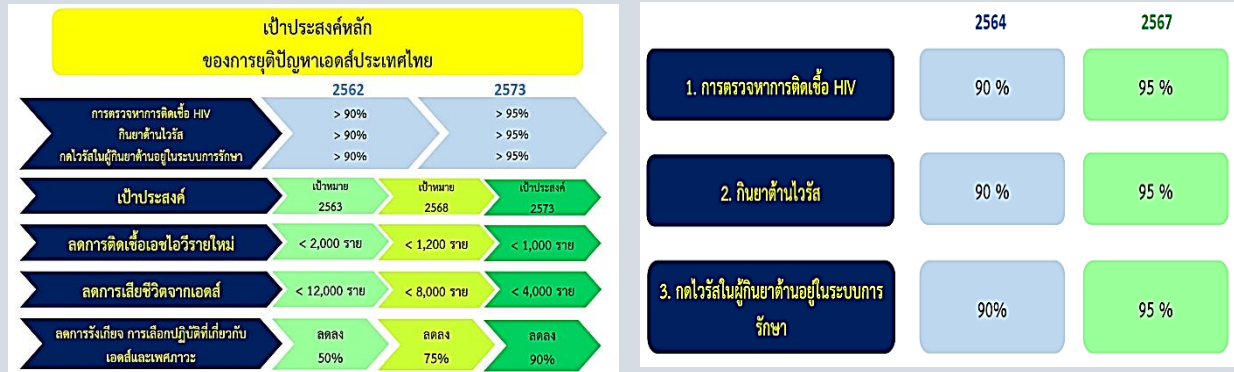 เป้าประสงค์หลัก
ของการยุติปัญหาเอดส์ประเทศไทย
2562 2573
การตรวจหาการติดเชื้อ HIV > 90% > 95%
กินยาต้านไวรัส > 90% > 95%
กดไวรัสในผู้กินยาต้านอยู่ในระบบการรักษา > 90% > 95%
เป้าประสงค์ เป้าหมาย 2563 เป้าหมาย 2568 เป้าประสงค์ 2573
ลดการติดเชื้อเอชไอวีรายใหม่ < 2,000 ราย < 1,200 ราย < 1,000 ราย
ลดการเสียชีวิตจากเอดส์ < 12,000 ราย < 8,000 ราย < 4,000 ราย
ลดการรังเกียจ การเลือกปฏิบัติที่เกี่ยวกับ ลดลง ลดลง ลดลง
เอดส์และเพศภาวะ 50% 75% 90%
2564 2567
1. การตรวจหาการติดเชื้อ HIV 90 % 95 %
2. กินยาต้านไวรัส 90 % 95 %
3. กดไวรัสในผู้กินยาต้านอยู่ในระบบการ
รักษา 90% 95 %